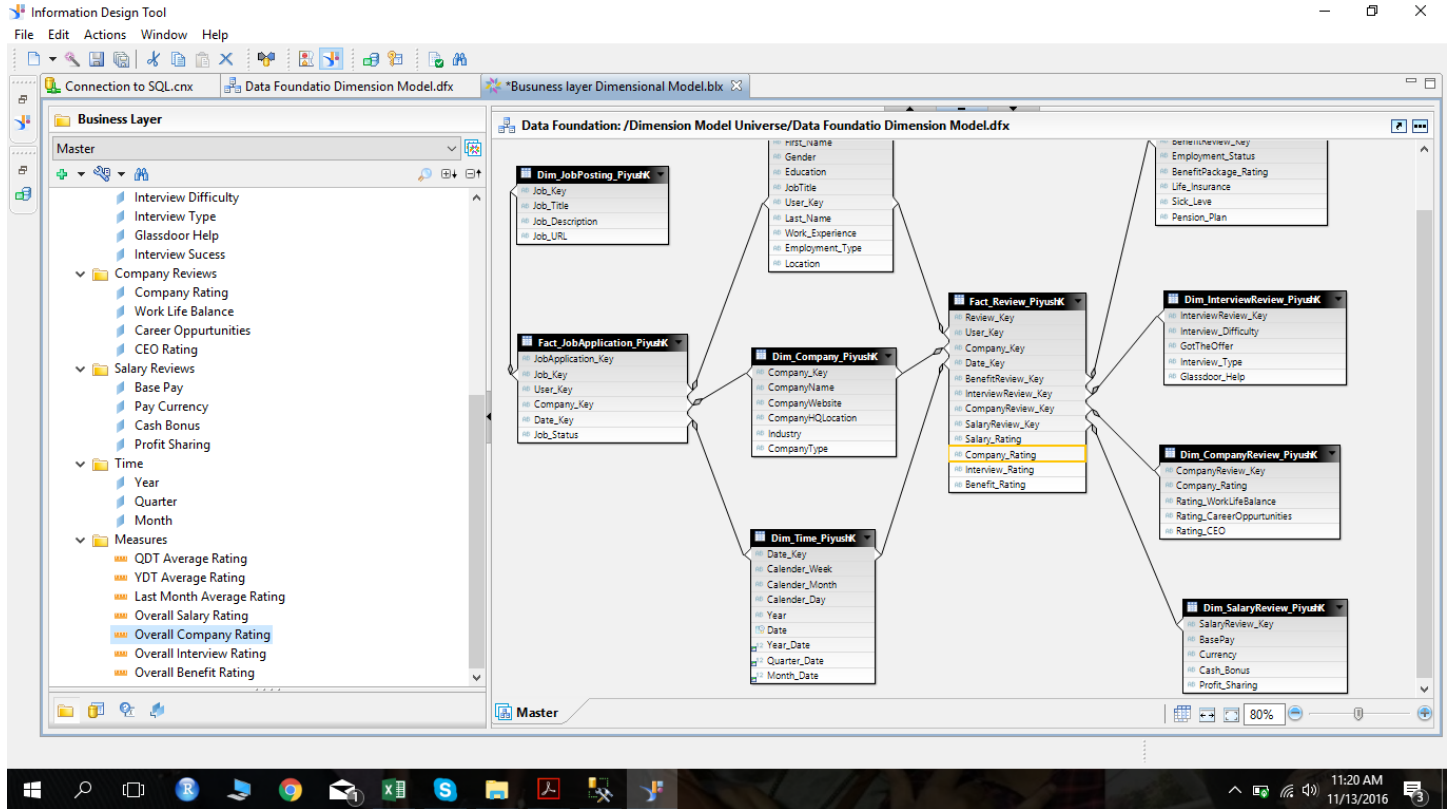 Information Design Tool
File Edit Actions Window Help
Connection to SQL.cnx
Data Foundatio Dimension Model.dfx
*Busuness layer Dimensional Model.blx
Business Layer
Master
Interview Difficulty
Interview Type
Glassdoor Help
Interview Sucess
Company Reviews
Company Rating
Work Life Balance
Career Oppurtunities
CEO Rating
Salary Reviews
Base Pay
Pay Currency
Cash Bonus
Profit Sharing
Time
Year
Quarter
Month
Measures
QDT Average Rating
YDT Average Rating
Last Month Average Rating
Overall Salary Rating
Overall Company Rating
Overall Interview Rating
Overall Benefit Rating
Data Foundation: /Dimension Model Universe/Data Foundatio Dimension Model.dfx
Dim_JobPosting_PiyushK
Job_Key
Job_Title
Job_Description
Job_URL
Fact_JobApplication_PiyushK
JobApplication_Key
Job_Key
User_Key
Company_Key
Date_Key
Job_Status
First_Name
Gender
Education
JobTitle
User_Key
Last_Name
Work_Experience
Employment_Type
Location
Dim_Company_PiyushK
Company_Key
CompanyName
CompanyWebsite
CompanyHQLocation
Industry
CompanyType
Dim_Time_PiyushK
Date_Key
Calender_Week
Calender_Month
Calender_Day
Year
Date
Year_Date
Quarter_Date
Month_Date
Fact_Review_PiyushK
Review_Key
User_Key
Company_Key
Date_Key
BenefitReview_Key
InterviewReview_Key
CompanyReview_Key
SalaryReview_Key
Salary_Rating
Company_Rating
Interview_Rating
Benefit_Rating
BenefitReview_Key
Employment_Status
BenefitPackage_Rating
Life_Insurance
Sick_Leve
Pension_Plan
Dim_InterviewReview_PiyushK
InterviewReview_Key
Interview_Difficulty
GotTheOffer
Interview_Type
Glassdoor_Help
Dim_CompanyReview_PiyushK
CompanyReview_Key
Company_Rating
Rating_WorkLifeBalance
Rating_CareerOppurtunities
Rating_CEO
Dim_SalaryReview_PiyushK
SalaryReview_Key
BasePay
Currency
Cash_Bonus
Profit_Sharing
Master
80%
11:20 AM
11/13/2016